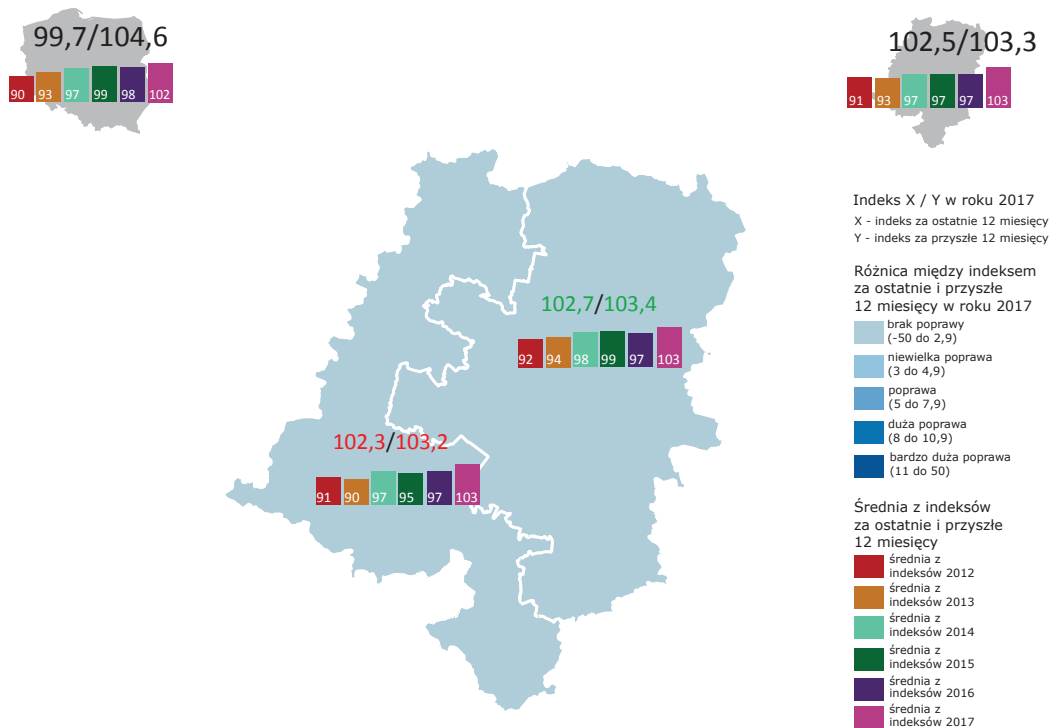 99,7/104,6
90 93 97 99 98 102
102,5/103,3
91 93 97 97 97 103
102,7/103,4
92 94 98 99 97 103
102,3/103,2
91 90 97 95 97 103
Indeks X / Y w roku 2017
X - indeks za ostatnie 12 miesięcy
Y - indeks za przyszłe 12 miesięcy
Różnica między indeksem
za ostatnie i przyszłe
12 miesięcy w roku 2017
brak poprawy
(-50 do 2,9)
niewielka poprawa
(3 do 4,9)
poprawa
(5 do 7,9)
duża poprawa
(8 do 10,9)
bardzo duża poprawa
(11 do 50)
Średnia z indeksów
za ostatnie i przyszłe
12 miesięcy
średnia z
indeksów 2012
średnia z
indeksów 2013
średnia z
indeksów 2014
średnia z
indeksów 2015
średnia z
indeksów 2016
średnia z
indeksów 2017